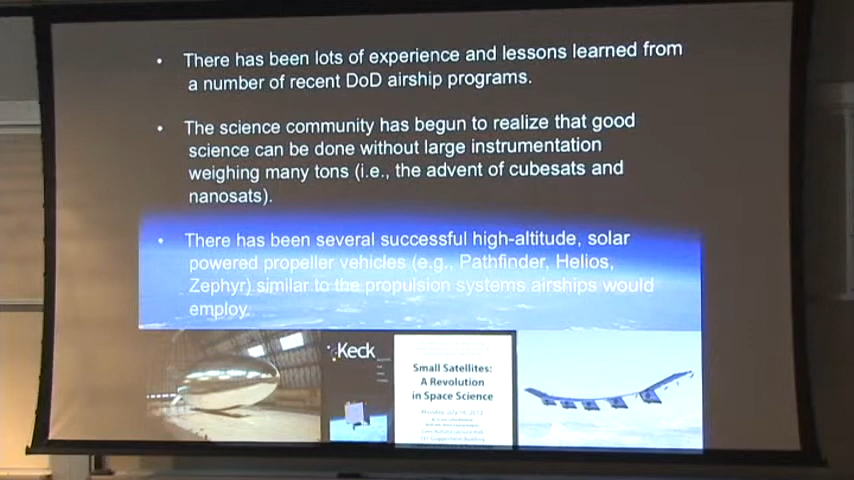 • There has been lots of experience and lessons learned from
a number of recent DoD airship programs.
• The science community has begun to realize that good
science can be done without large instrumentation
weighing many tons (i.e., the advent of cubesats and
nanosats).
• There has been several successful high-altitude, solar
powered propeller vehicles (e.g., Pathfinder, Helios,
Zephyr) similar to the propulsion systems airships would
employ.
Keck
Small Satellites:
A Revolution
in Space Science